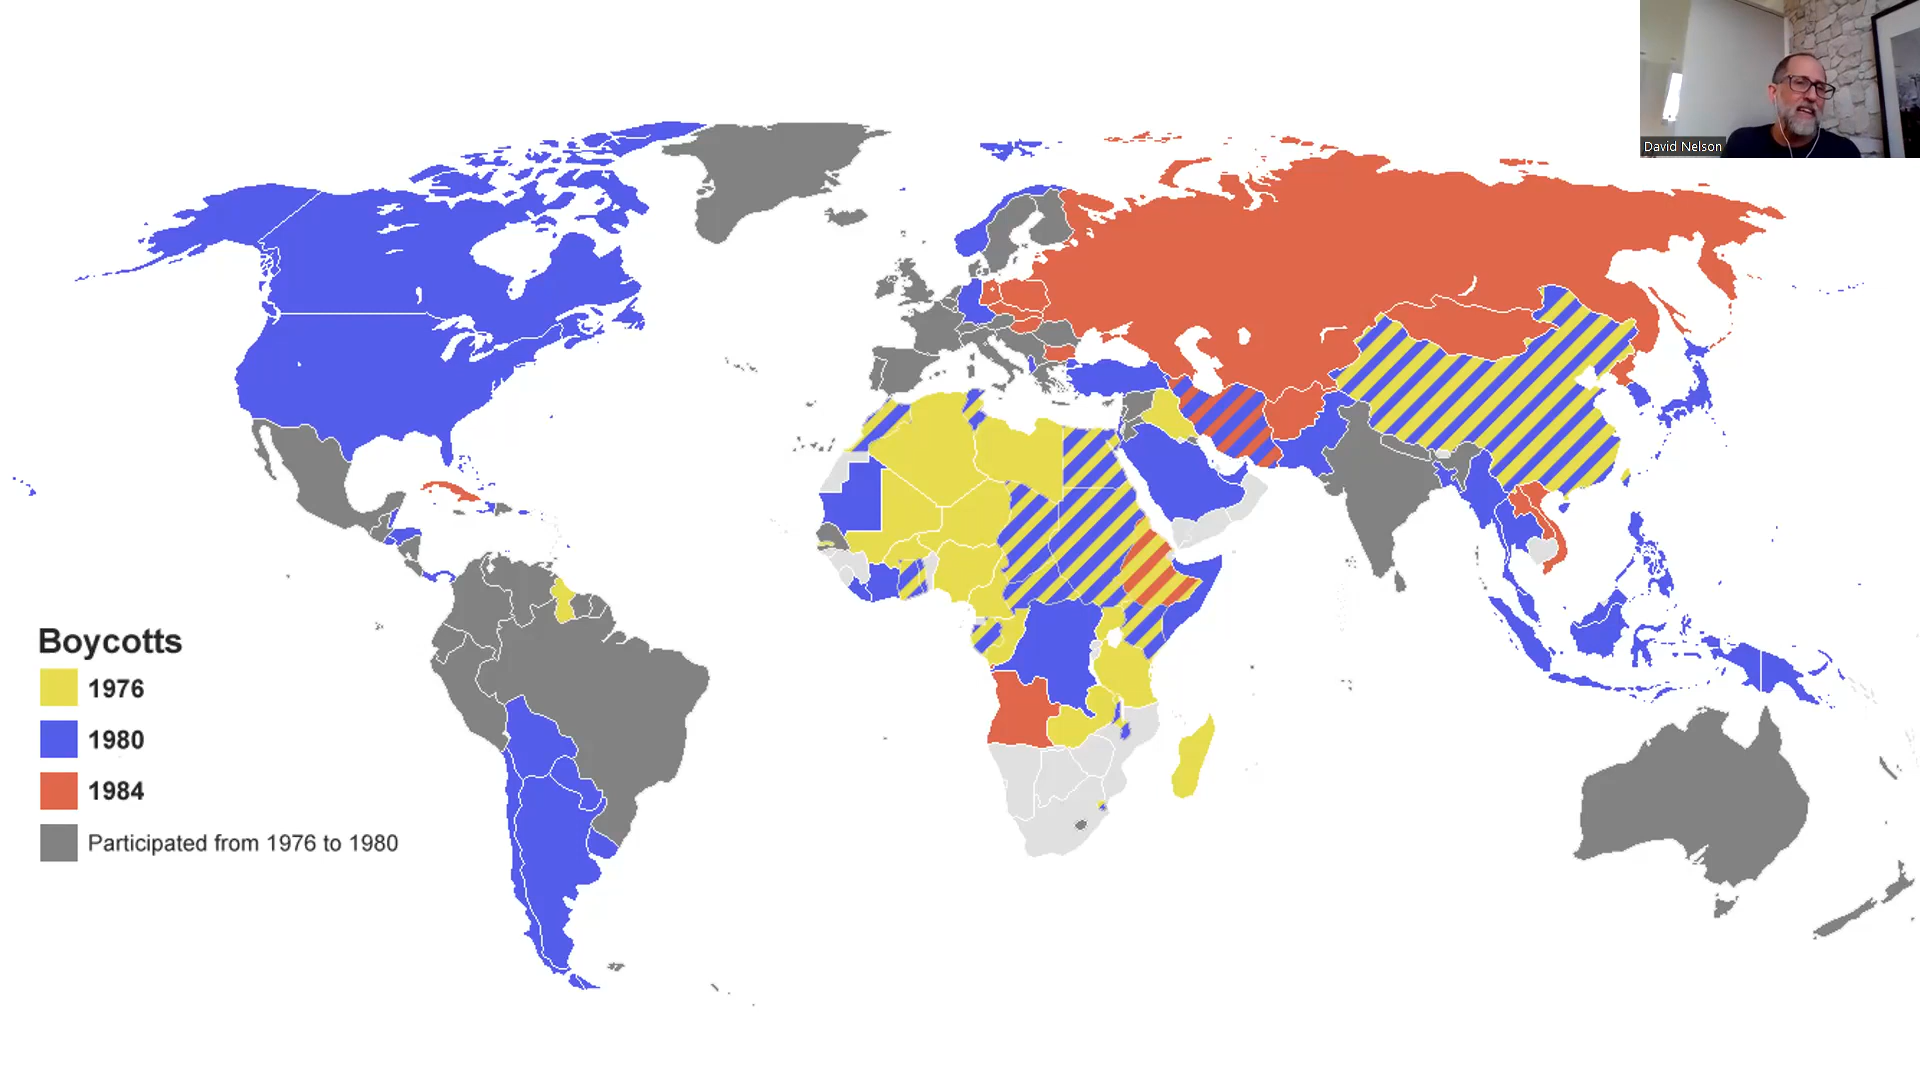 David Nelson
Boycotts
1976
1980
1984
Participated from 1976 to 1980